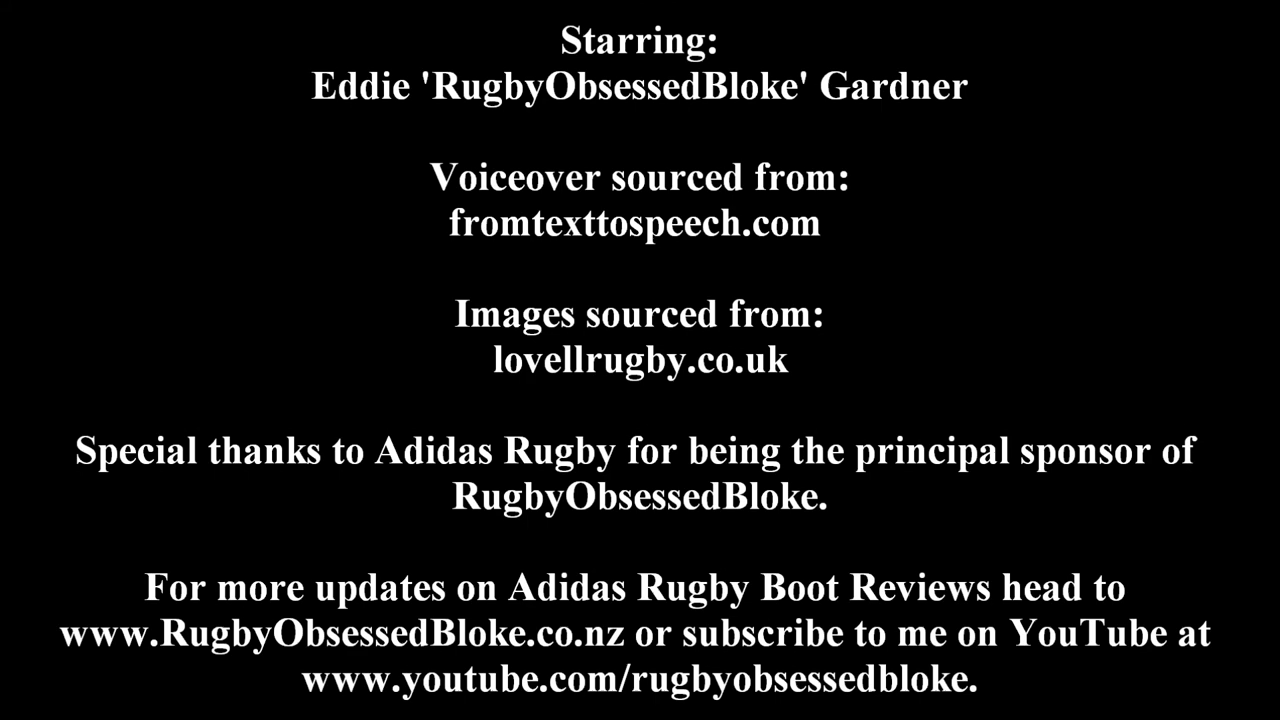 Starring:
Eddie 'RugbyObsessedBloke' Gardner
Voiceover sourced from:
fromtexttospeech.com
Images sourced from:
lovellrugby.co.uk
Special thanks to Adidas Rugby for being the principal sponsor of
RugbyObsessedBloke.
For more updates on Adidas Rugby Boot Reviews head to
www.RugbyObsessedBloke.co.nz or subscribe to me on YouTube at
www.youtube.com/rugbyobsessedbloke.